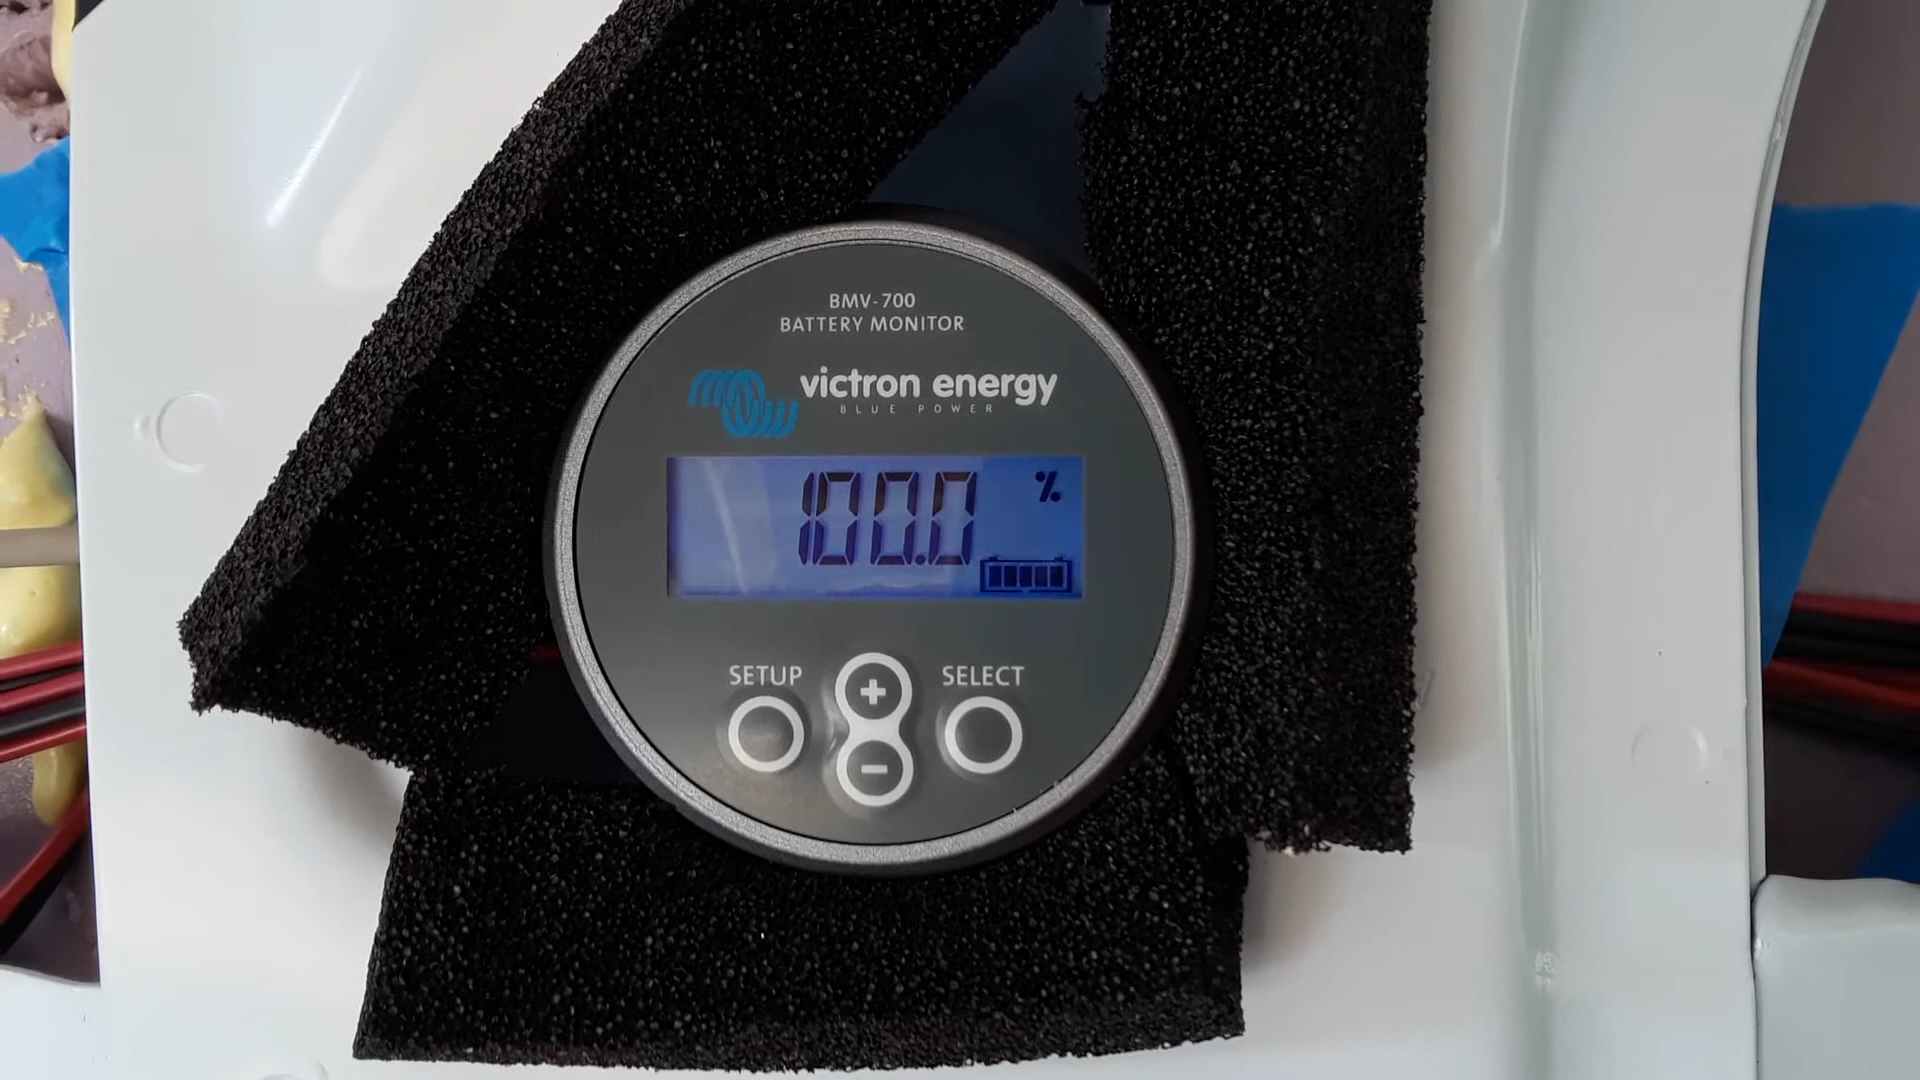 BMV-700
BATTERY MONITOR
victron energy
BLUE POWER
100.0 %
SETUP
+
SELECT
-